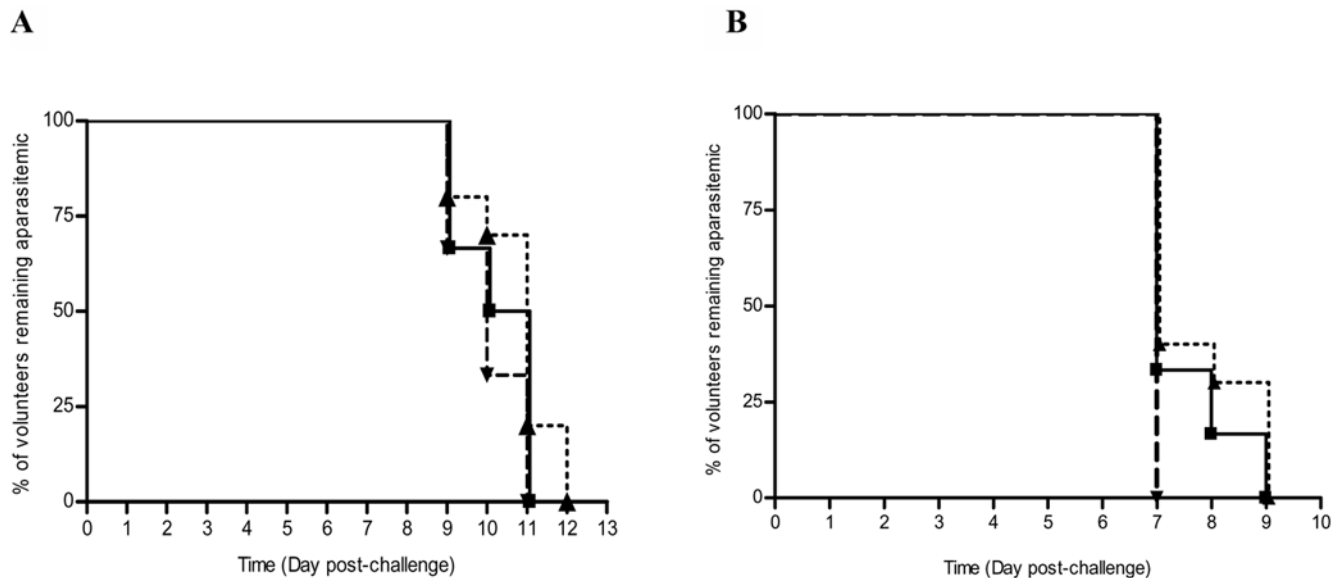 A
B
% of volunteers remaining aparasitemic
100
75
50
25
0
0 1 2 3 4 5 6 7 8 9 10 11 12 13
Time (Day post-challenge)
% of volunteers remaining aparasitemic
100
75
50
25
0
0 1 2 3 4 5 6 7 8 9 10
Time (Day post-challenge)